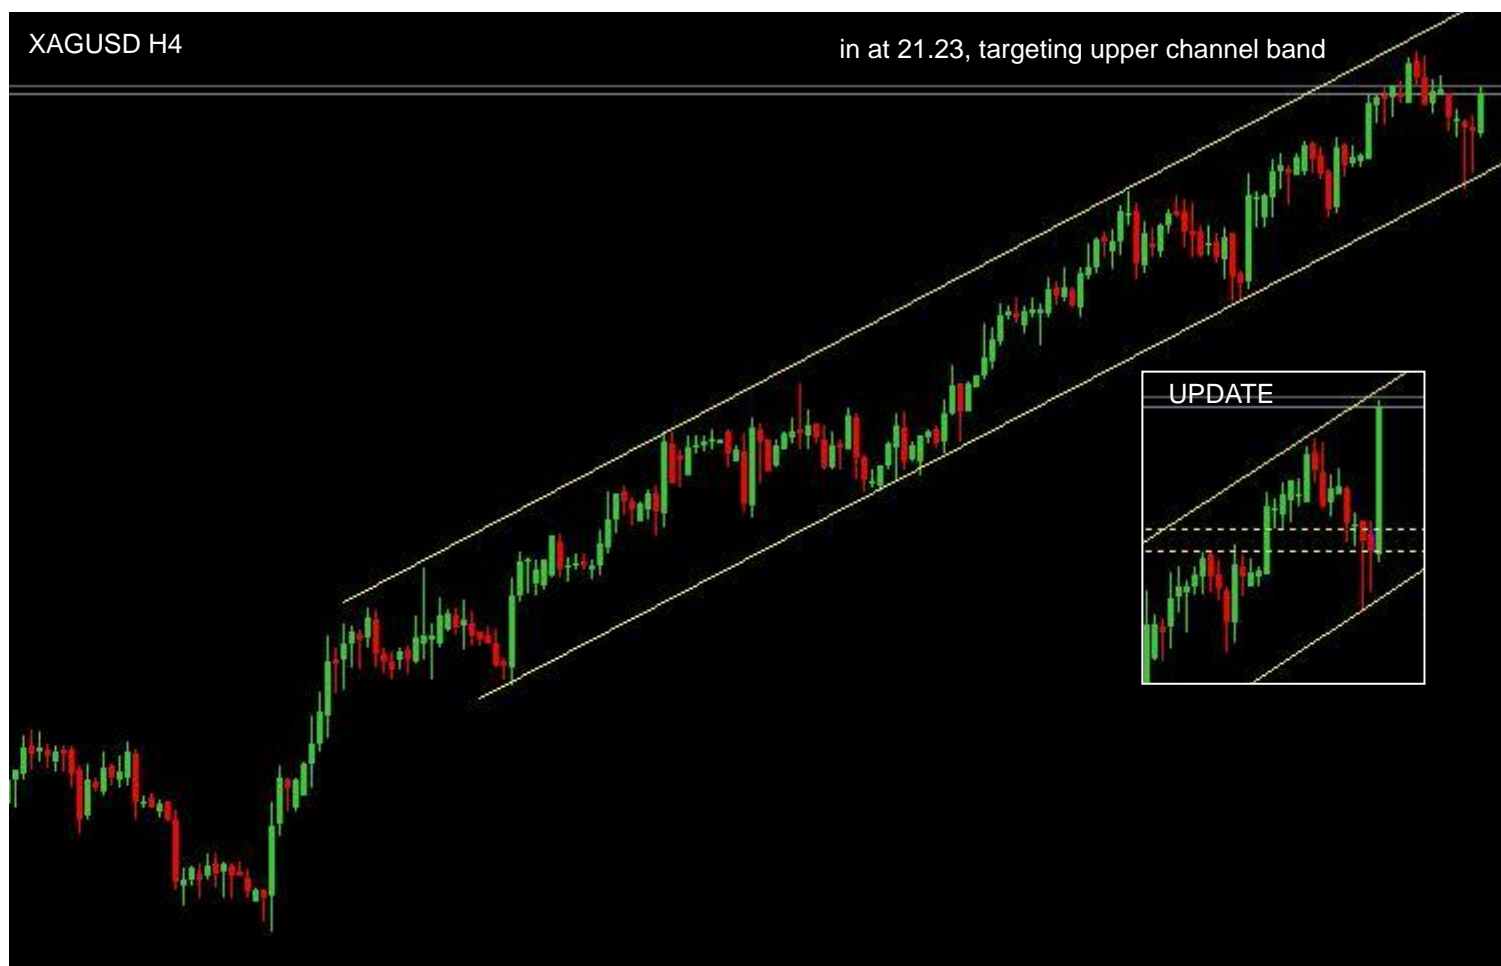 XAGUSD H4
in at 21.23, targeting upper channel band
UPDATE